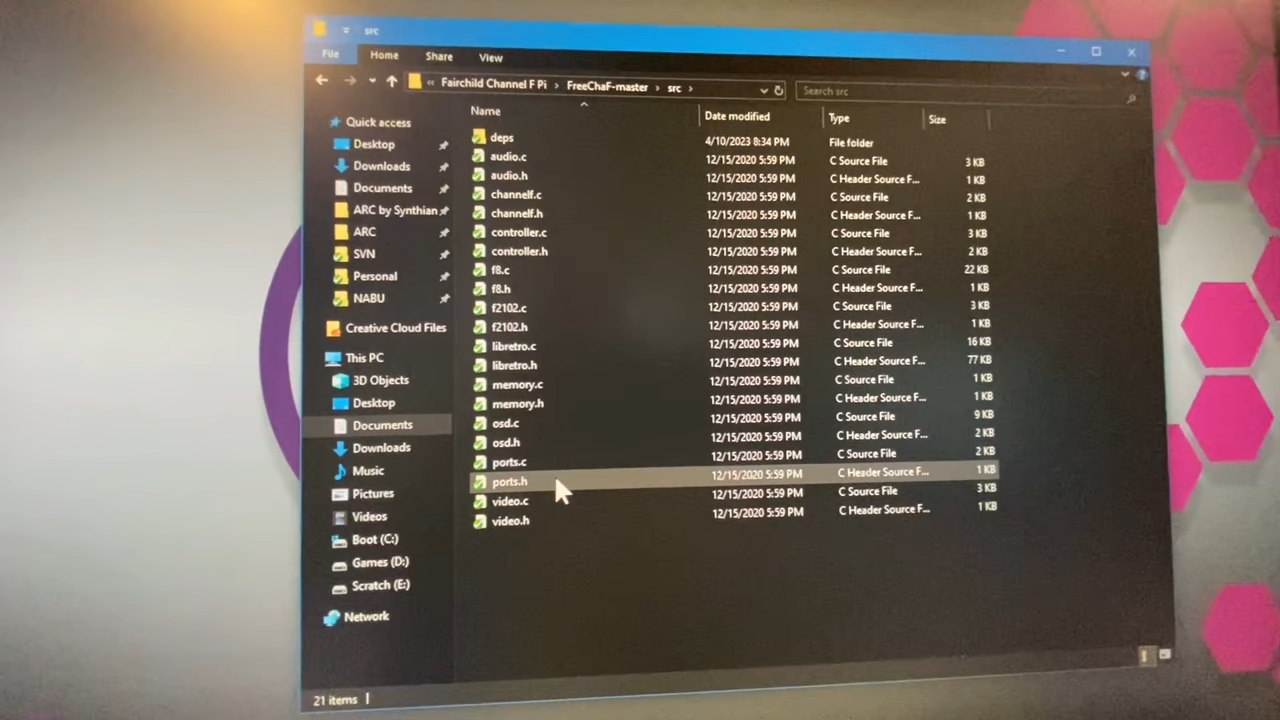 src
File Home Share View
« Fairchild Channel F Pi › FreeChaF-master › src › Search src
Name Date modified Type Size
Quick access
Desktop
Downloads
Documents
ARC by Synthian
ARC
SVN
Personal
NABU
Creative Cloud Files
This PC
3D Objects
Desktop
Documents
Downloads
Music
Pictures
Videos
Boot (C:)
Games (D:)
Scratch (E:)
Network
deps 4/10/2023 8:34 PM File folder
audio.c 12/15/2020 5:59 PM C Source File 3 KB
audio.h 12/15/2020 5:59 PM C Header Source F... 1 KB
channelf.c 12/15/2020 5:59 PM C Source File 2 KB
channelf.h 12/15/2020 5:59 PM C Header Source F... 1 KB
controller.c 12/15/2020 5:59 PM C Source File 3 KB
controller.h 12/15/2020 5:59 PM C Header Source F... 2 KB
f8.c 12/15/2020 5:59 PM C Source File 22 KB
f8.h 12/15/2020 5:59 PM C Header Source F... 1 KB
f2102.c 12/15/2020 5:59 PM C Source File 3 KB
f2102.h 12/15/2020 5:59 PM C Header Source F... 1 KB
libretro.c 12/15/2020 5:59 PM C Source File 16 KB
libretro.h 12/15/2020 5:59 PM C Header Source F... 77 KB
memory.c 12/15/2020 5:59 PM C Source File 1 KB
memory.h 12/15/2020 5:59 PM C Header Source F... 1 KB
osd.c 12/15/2020 5:59 PM C Source File 9 KB
osd.h 12/15/2020 5:59 PM C Header Source F... 2 KB
ports.c 12/15/2020 5:59 PM C Source File 2 KB
ports.h 12/15/2020 5:59 PM C Header Source F... 1 KB
video.c 12/15/2020 5:59 PM C Source File 3 KB
video.h 12/15/2020 5:59 PM C Header Source F... 1 KB
21 items